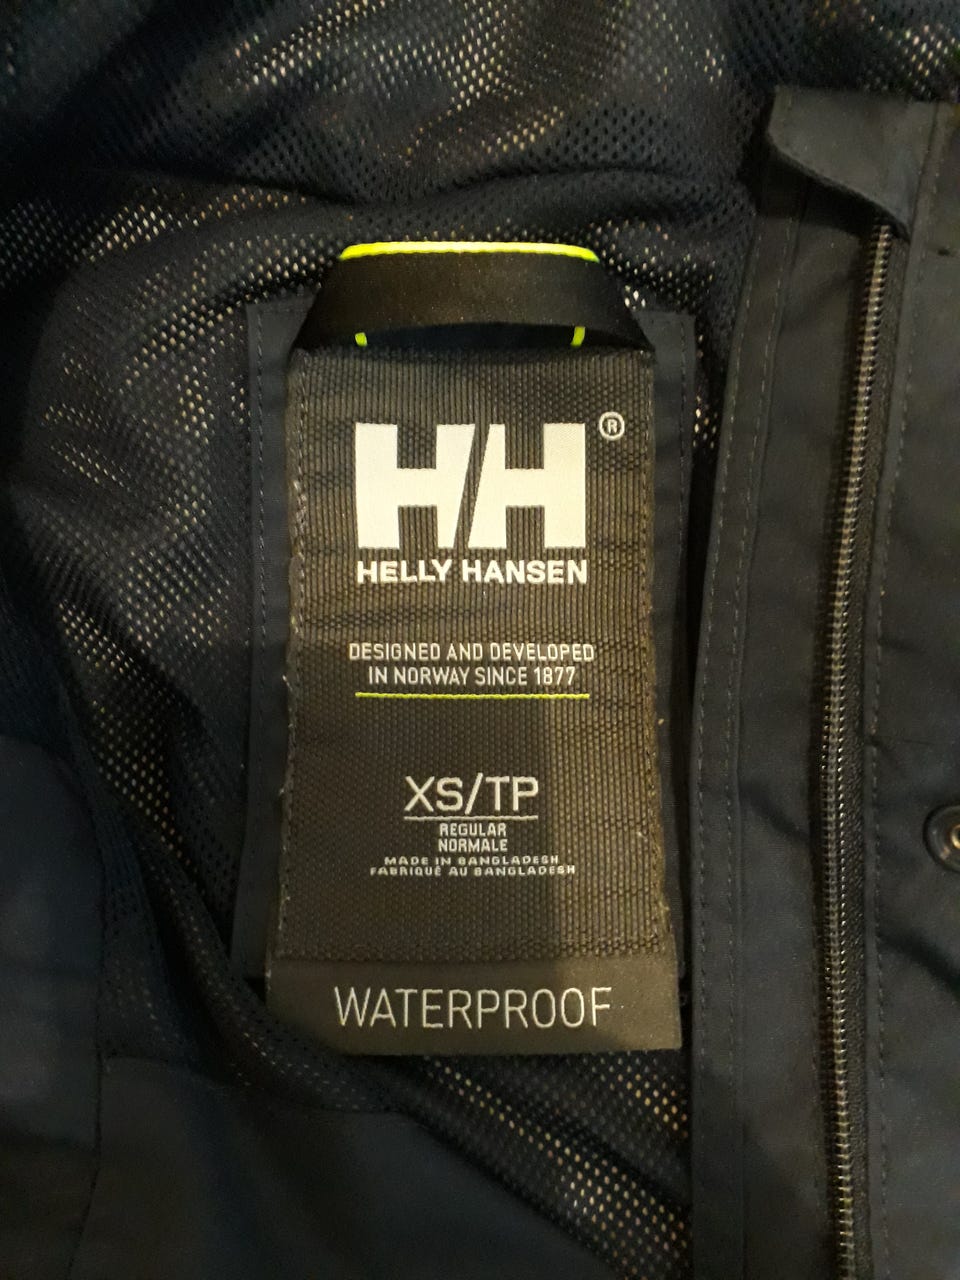 HH®
HELLY HANSEN
DESIGNED AND DEVELOPED
IN NORWAY SINCE 1877
XS/TP
REGULAR
NORMALE
MADE IN BANGLADESH
FABRIQUÉ AU BANGLADESH
WATERPROOF